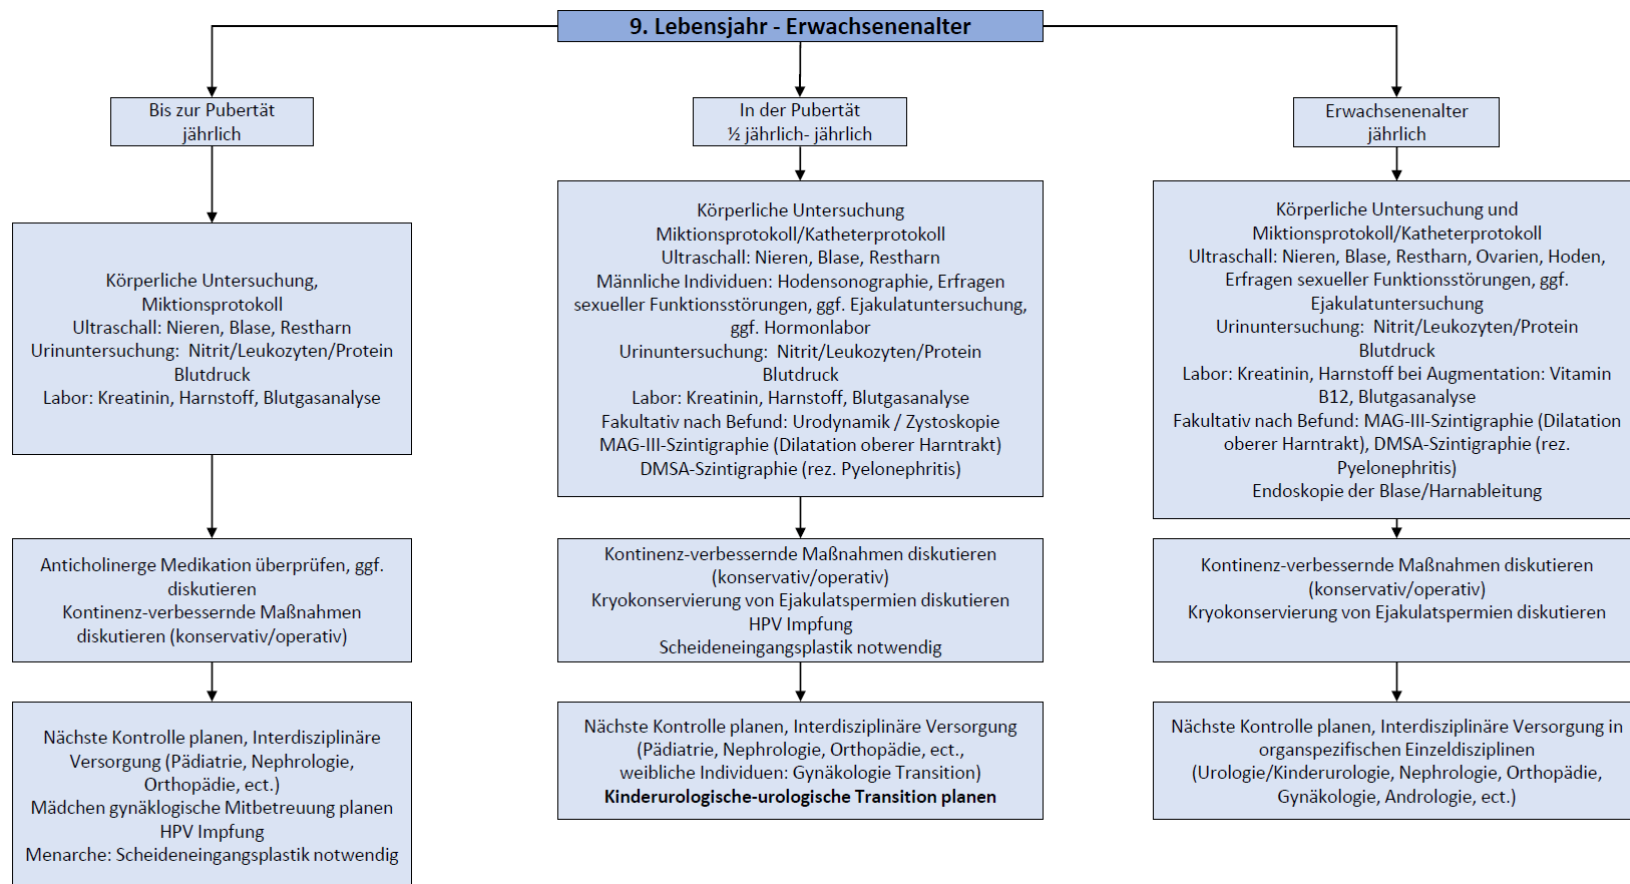 9. Lebensjahr - Erwachsenenalter
Bis zur Pubertät
jährlich
Körperliche Untersuchung,
Miktionsprotokoll
Ultraschall: Nieren, Blase, Restharn
Urinuntersuchung: Nitrit/Leukozyten/Protein
Blutdruck
Labor: Kreatinin, Harnstoff, Blutgasanalyse
Anticholinerge Medikation überprüfen, ggf.
diskutieren
Kontinenz-verbessernde Maßnahmen
diskutieren (konservativ/operativ)
Nächste Kontrolle planen, Interdisziplinäre
Versorgung (Pädiatrie, Nephrologie,
Orthopädie, ect.)
Mädchen gynäklogische Mitbetreuung planen
HPV Impfung
Menarche: Scheideneingangsplastik notwendig
In der Pubertät
½ jährlich- jährlich
Körperliche Untersuchung
Miktionsprotokoll/Katheterprotokoll
Ultraschall: Nieren, Blase, Restharn
Männliche Individuen: Hodensonographie, Erfragen
sexueller Funktionsstörungen, ggf. Ejakulatuntersuchung,
ggf. Hormonlabor
Urinuntersuchung: Nitrit/Leukozyten/Protein
Blutdruck
Labor: Kreatinin, Harnstoff, Blutgasanalyse
Fakultativ nach Befund: Urodynamik / Zystoskopie
MAG-III-Szintigraphie (Dilatation oberer Harntrakt)
DMSA-Szintigraphie (rez. Pyelonephritis)
Kontinenz-verbessernde Maßnahmen diskutieren
(konservativ/operativ)
Kryokonservierung von Ejakulatspermien diskutieren
HPV Impfung
Scheideneingangsplastik notwendig
Nächste Kontrolle planen, Interdisziplinäre Versorgung
(Pädiatrie, Nephrologie, Orthopädie, ect.,
weibliche Individuen: Gynäkologie Transition)
Kinderurologische-urologische Transition planen
Erwachsenenalter
jährlich
Körperliche Untersuchung und
Miktionsprotokoll/Katheterprotokoll
Ultraschall: Nieren, Blase, Restharn, Ovarien, Hoden,
Erfragen sexueller Funktionsstörungen, ggf.
Ejakulatuntersuchung
Urinuntersuchung: Nitrit/Leukozyten/Protein
Blutdruck
Labor: Kreatinin, Harnstoff bei Augmentation: Vitamin
B12, Blutgasanalyse
Fakultativ nach Befund: MAG-III-Szintigraphie (Dilatation
oberer Harntrakt), DMSA-Szintigraphie (rez.
Pyelonephritis)
Endoskopie der Blase/Harnableitung
Kontinenz-verbessernde Maßnahmen diskutieren
(konservativ/operativ)
Kryokonservierung von Ejakulatspermien diskutieren
Nächste Kontrolle planen, Interdisziplinäre Versorgung in
organspezifischen Einzeldisziplinen
(Urologie/Kinderurologie, Nephrologie, Orthopädie,
Gynäkologie, Andrologie, ect.)